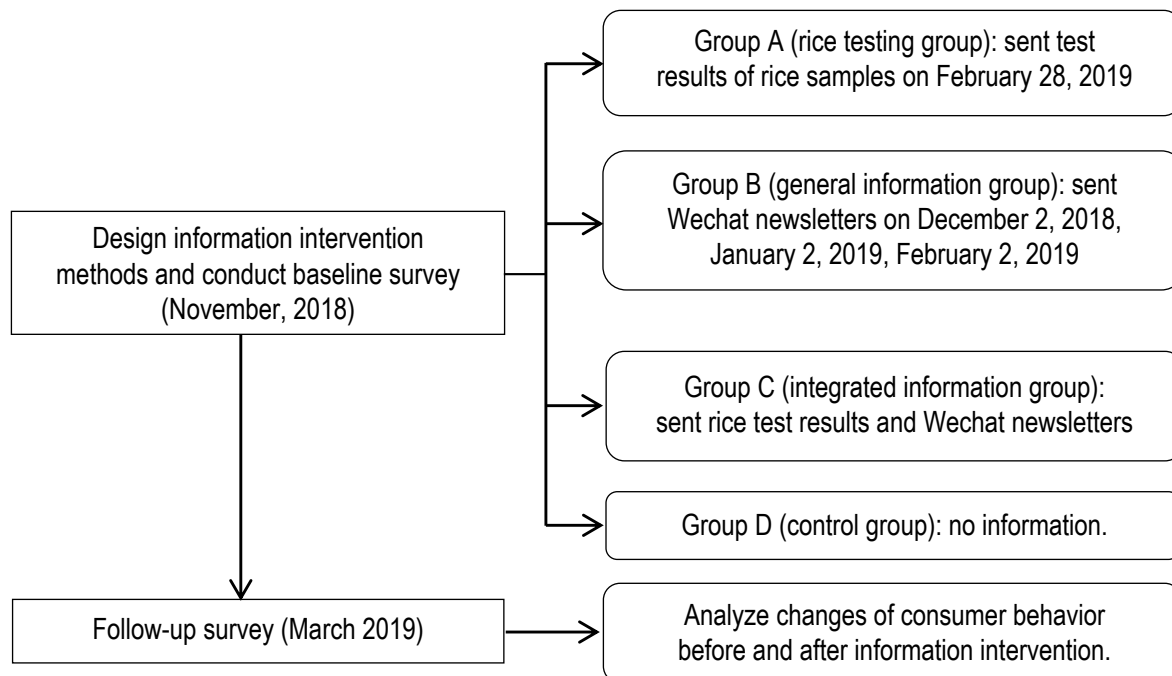 Group A (rice testing group): sent test
results of rice samples on February 28, 2019
Group B (general information group): sent
Wechat newsletters on December 2, 2018,
January 2, 2019, February 2, 2019
Design information intervention
methods and conduct baseline survey
(November, 2018)
Group C (integrated information group):
sent rice test results and Wechat newsletters
Group D (control group): no information.
Follow-up survey (March 2019)
Analyze changes of consumer behavior
before and after information intervention.